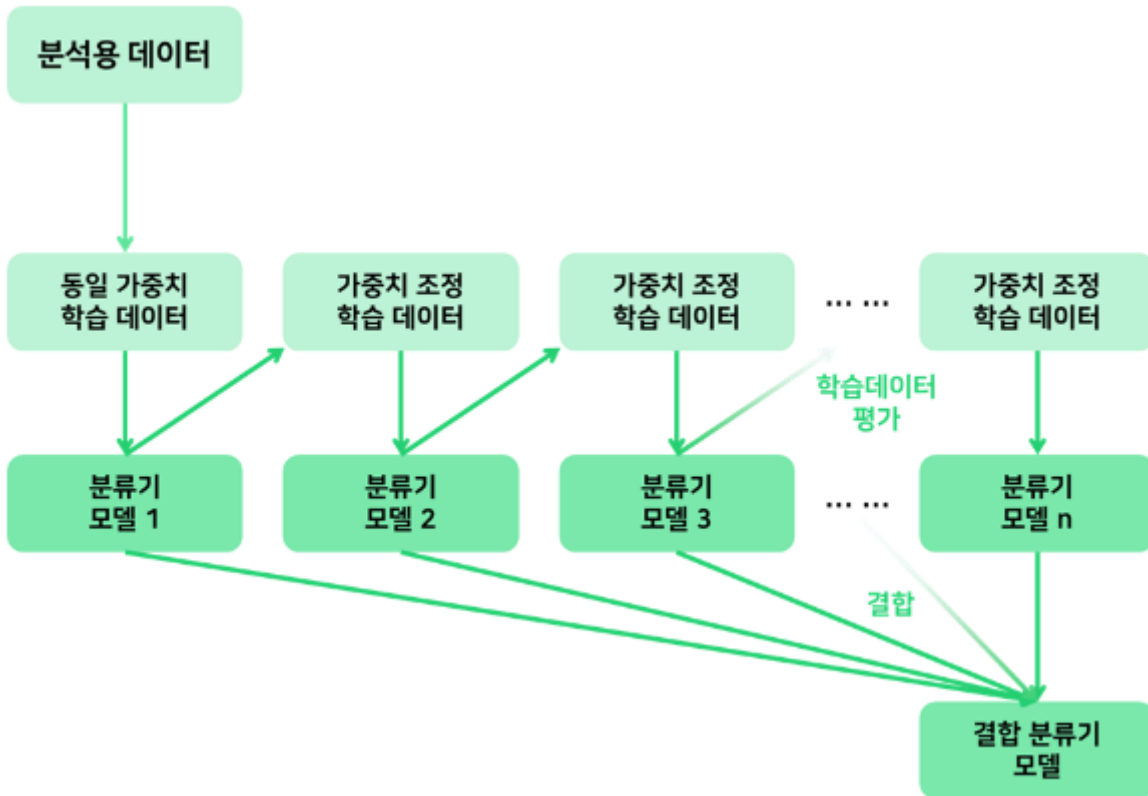 분석용 데이터
동일 가중치
학습 데이터
가중치 조정
학습 데이터
가중치 조정
학습 데이터
... ...
가중치 조정
학습 데이터
학습데이터
평가
분류기
모델 1
분류기
모델 2
분류기
모델 3
... ...
분류기
모델 n
결합
결합 분류기
모델